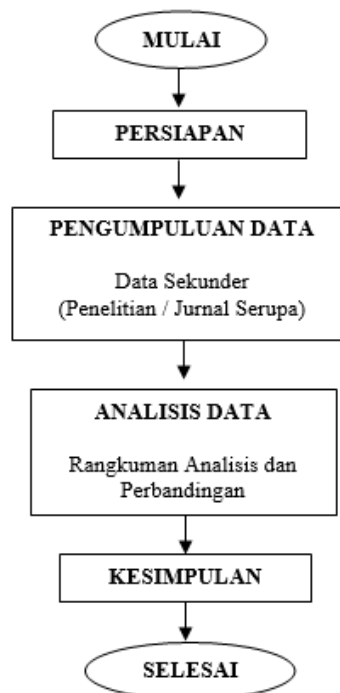 MULAI
PERSIAPAN
PENGUMPULUAN DATA
Data Sekunder
(Penelitian / Jurnal Serupa)
ANALISIS DATA
Rangkuman Analisis dan
Perbandingan
KESIMPULAN
SELESAI